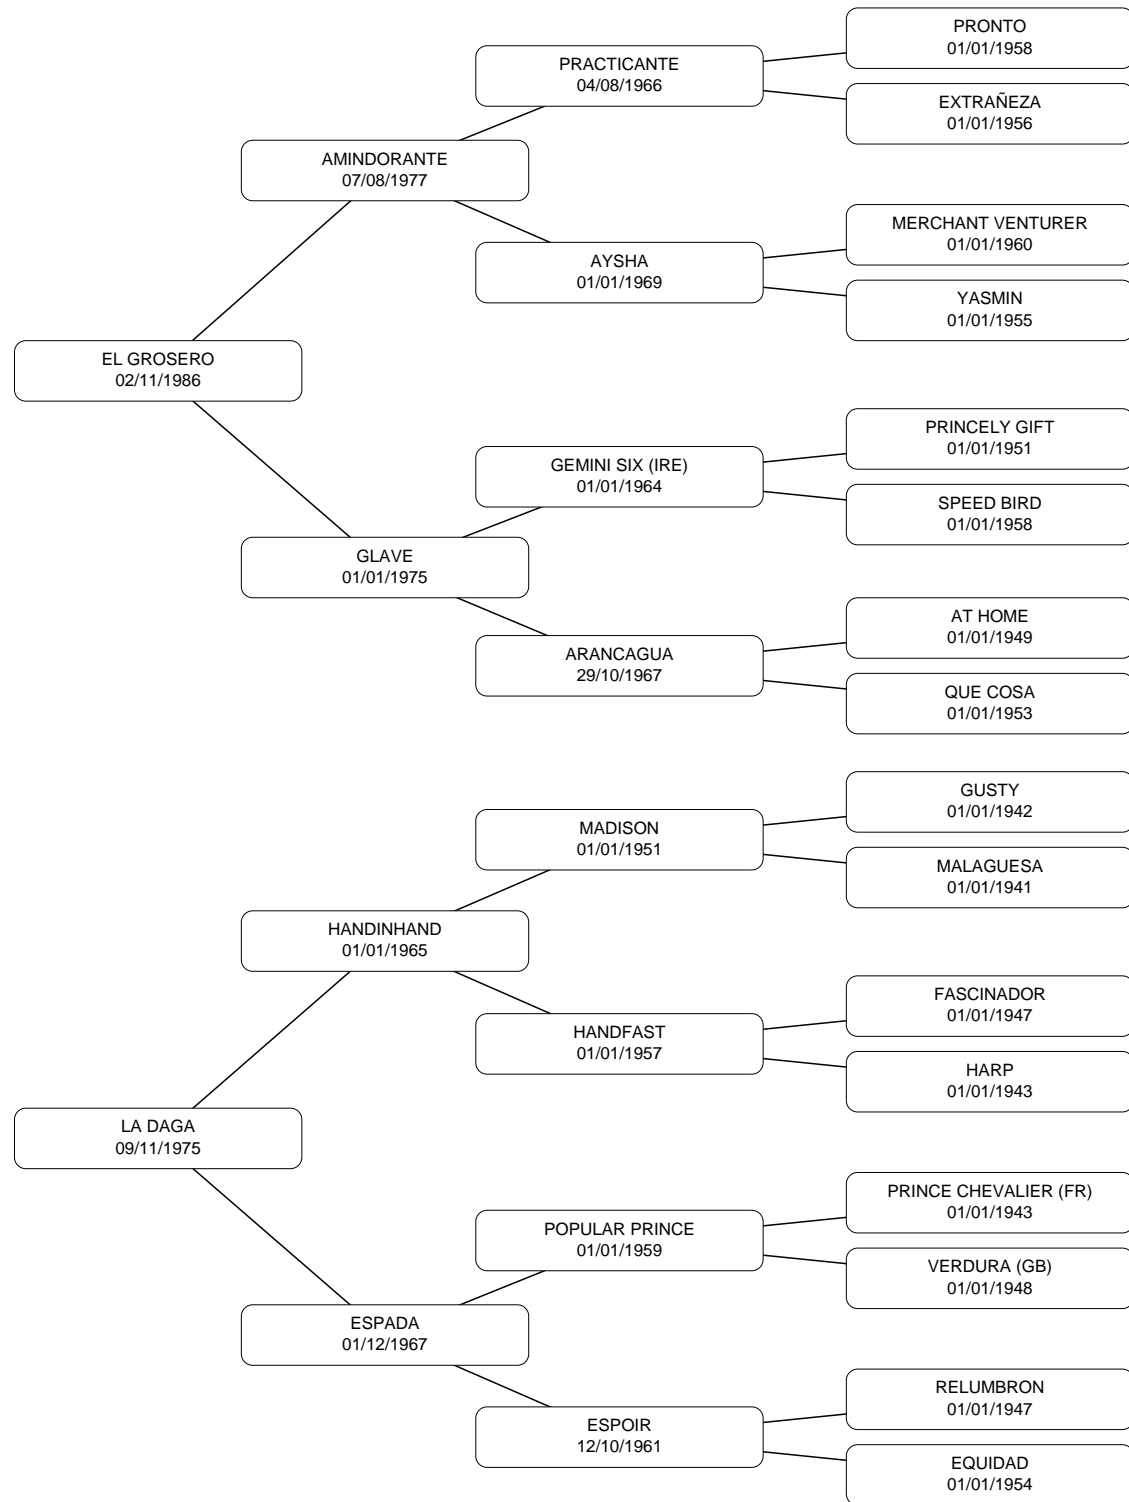 PRONTO
01/01/1958
PRACTICANTE
04/08/1966
EXTRAÑEZA
01/01/1956
AMINDORANTE
07/08/1977
MERCHANT VENTURER
01/01/1960
AYSHA
01/01/1969
YASMIN
01/01/1955
EL GROSERO
02/11/1986
PRINCELY GIFT
01/01/1951
GEMINI SIX (IRE)
01/01/1964
SPEED BIRD
01/01/1958
GLAVE
01/01/1975
AT HOME
01/01/1949
ARANCAGUA
29/10/1967
QUE COSA
01/01/1953
GUSTY
01/01/1942
MADISON
01/01/1951
MALAGUESA
01/01/1941
HANDINHAND
01/01/1965
FASCINADOR
01/01/1947
HANDFAST
01/01/1957
HARP
01/01/1943
LA DAGA
09/11/1975
PRINCE CHEVALIER (FR)
01/01/1943
POPULAR PRINCE
01/01/1959
VERDURA (GB)
01/01/1948
ESPADA
01/12/1967
RELUMBRON
01/01/1947
ESPOIR
12/10/1961
EQUIDAD
01/01/1954